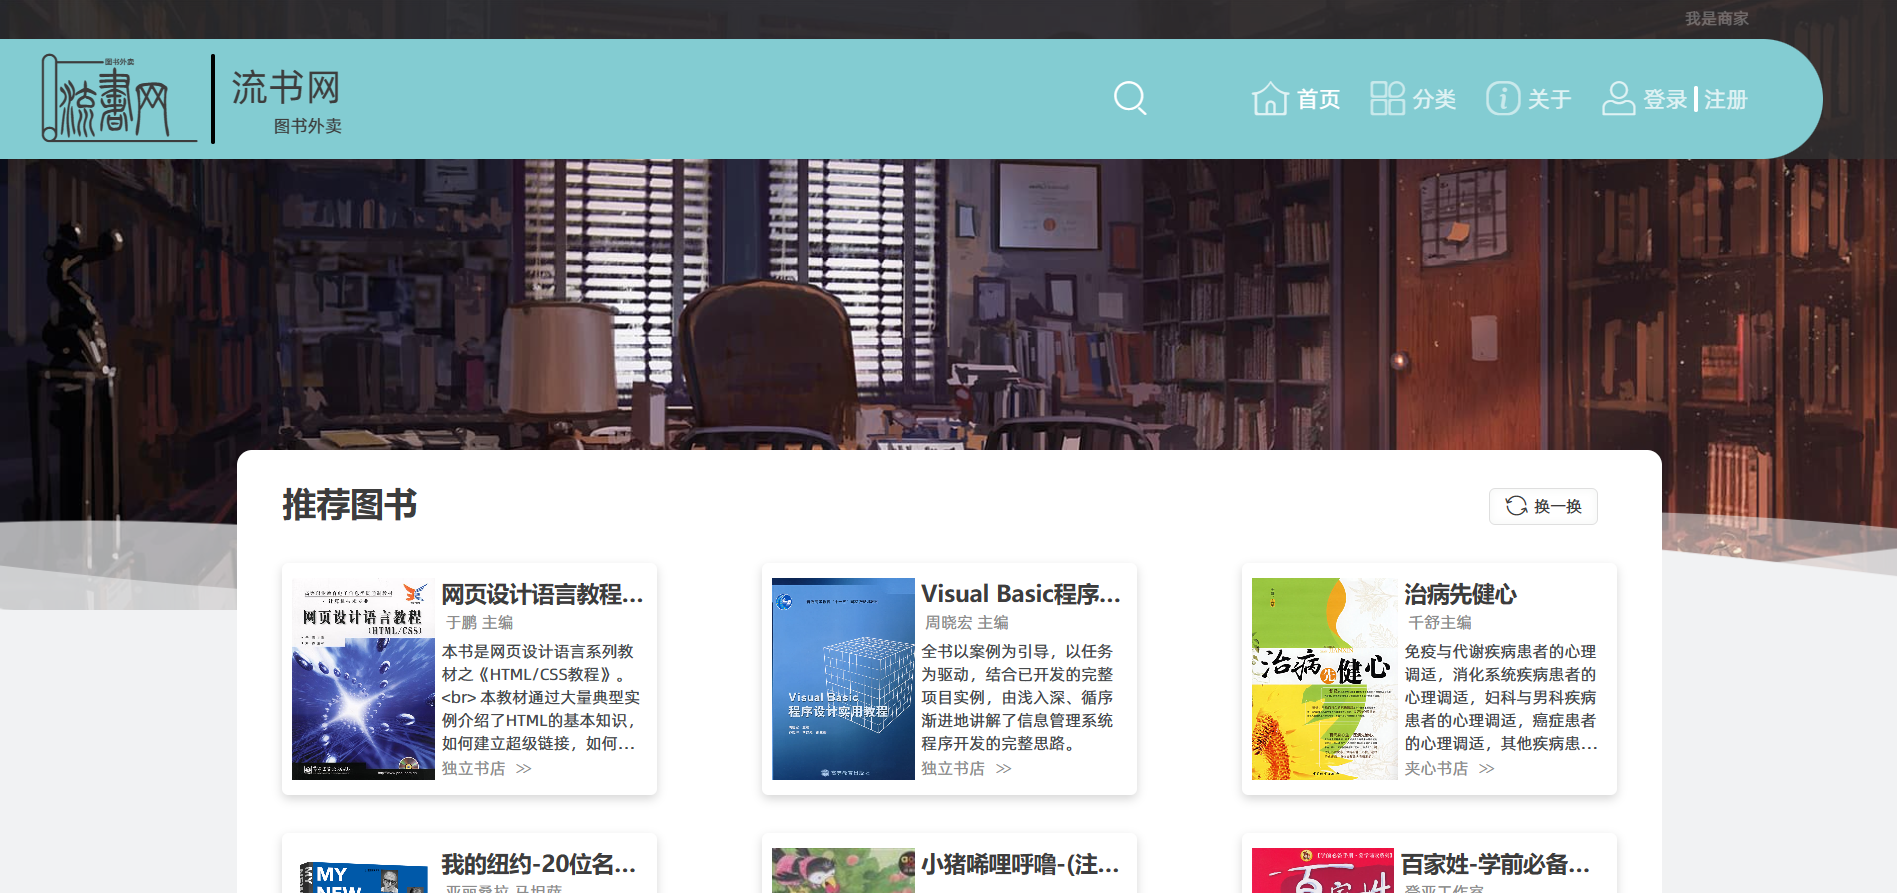 我是商家
图书外卖
流書网
流书网
图书外卖
首页
分类
关于
登录
注册
推荐图书
换一换
网页设计语言教程
(HTML/CSS)
网页设计语言教程...
于鹏 主编
本书是网页设计语言系列教
材之《HTML/CSS教程》。
<br> 本教材通过大量典型实
例介绍了HTML的基本知识，
如何建立超级链接，如何...
独立书店 >>
Visual Basic
程序设计实用教程
Visual Basic程序...
周晓宏 主编
全书以案例为引导，以任务
为驱动，结合已开发的完整
项目实例，由浅入深、循序
渐进地讲解了信息管理系统
程序开发的完整思路。
独立书店 >>
治病先健心
治病先健心
千舒主编
免疫与代谢疾病患者的心理
调适，消化系统疾病患者的
心理调适，妇科与男科疾病
患者的心理调适，癌症患者
的心理调适，其他疾病患...
夹心书店 >>
MY
NEW
我的纽约-20位名...
亚丽桑拉 马坦萨
小猪唏哩呼噜-(注...
百家姓
百家姓-学前必备...
登亚工作室